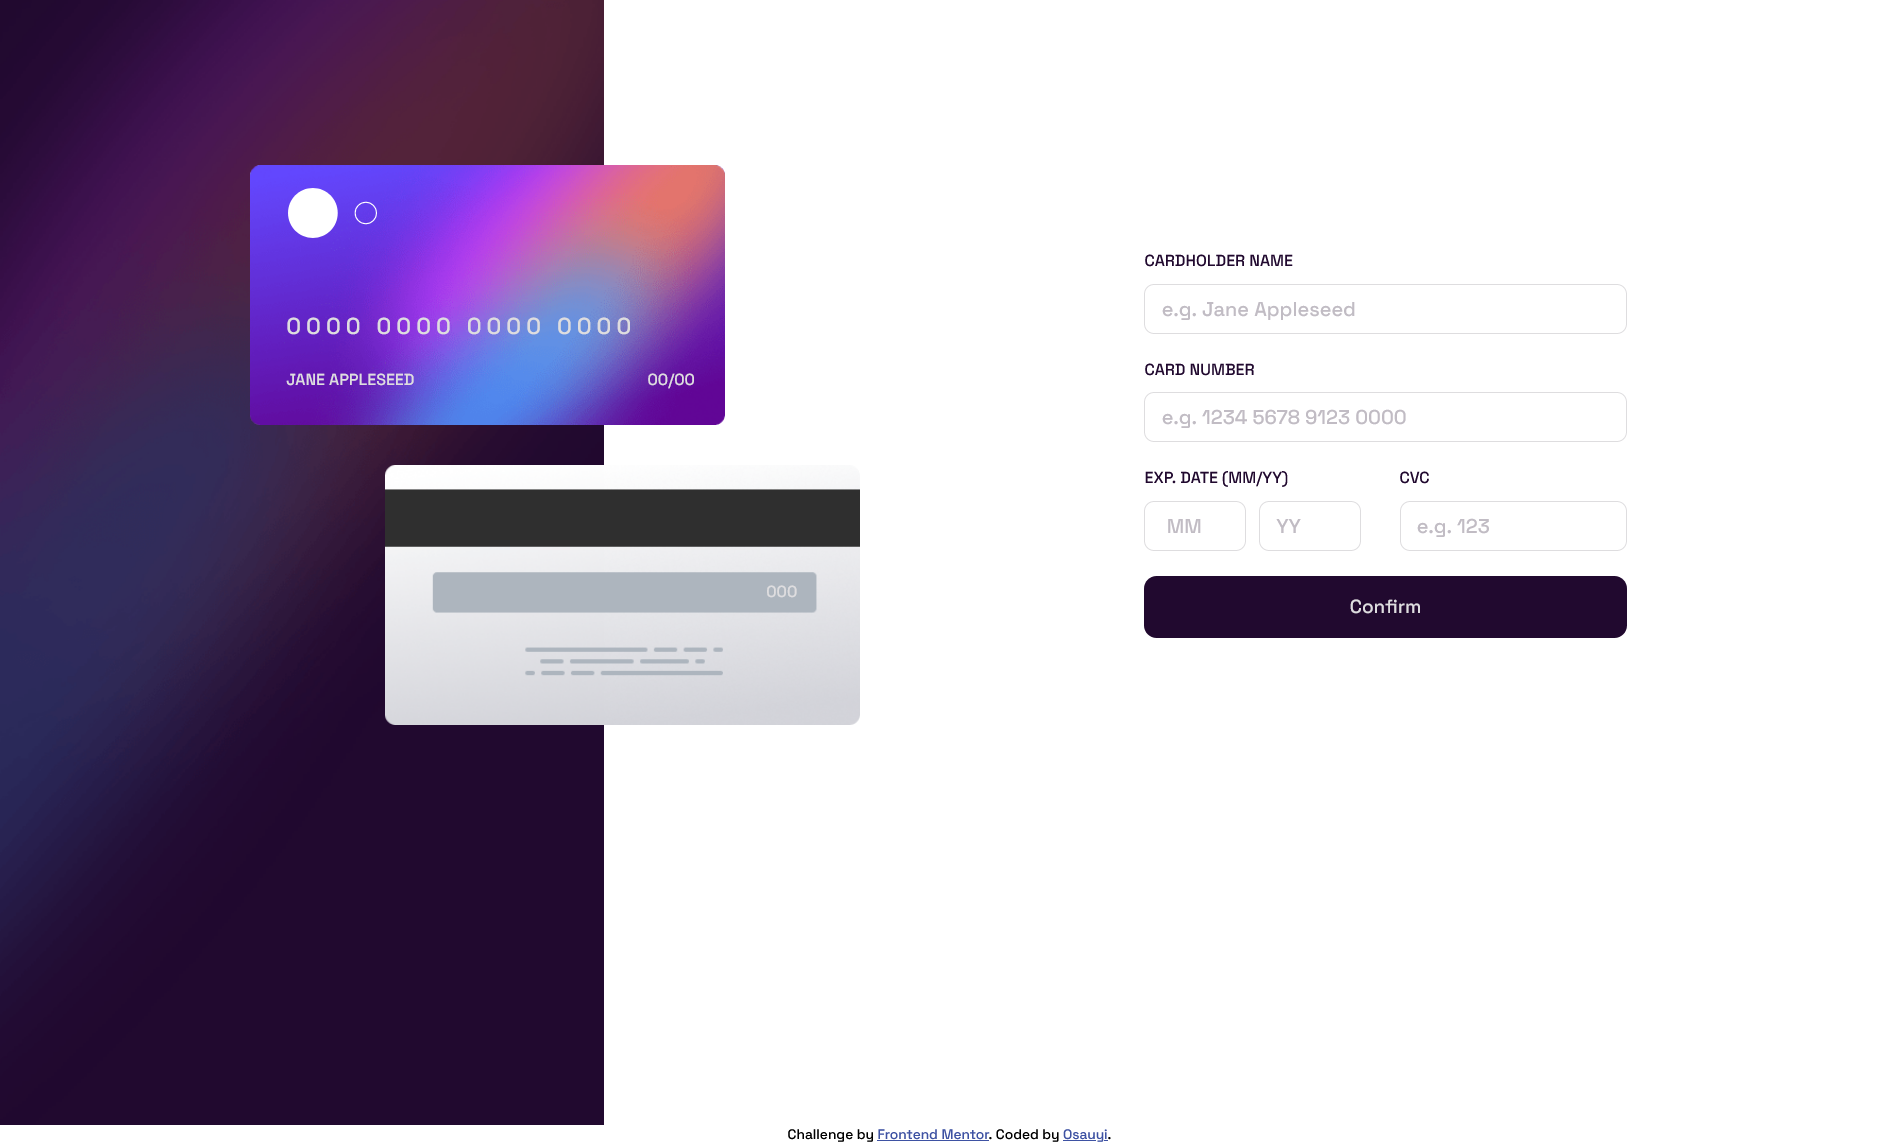 0000 0000 0000 0000
JANE APPLESEED 00/00
000
CARDHOLDER NAME
e.g. Jane Appleseed
CARD NUMBER
e.g. 1234 5678 9123 0000
EXP. DATE (MM/YY) CVC
MM YY e.g. 123
Confirm
Challenge by Frontend Mentor. Coded by Osauyi.